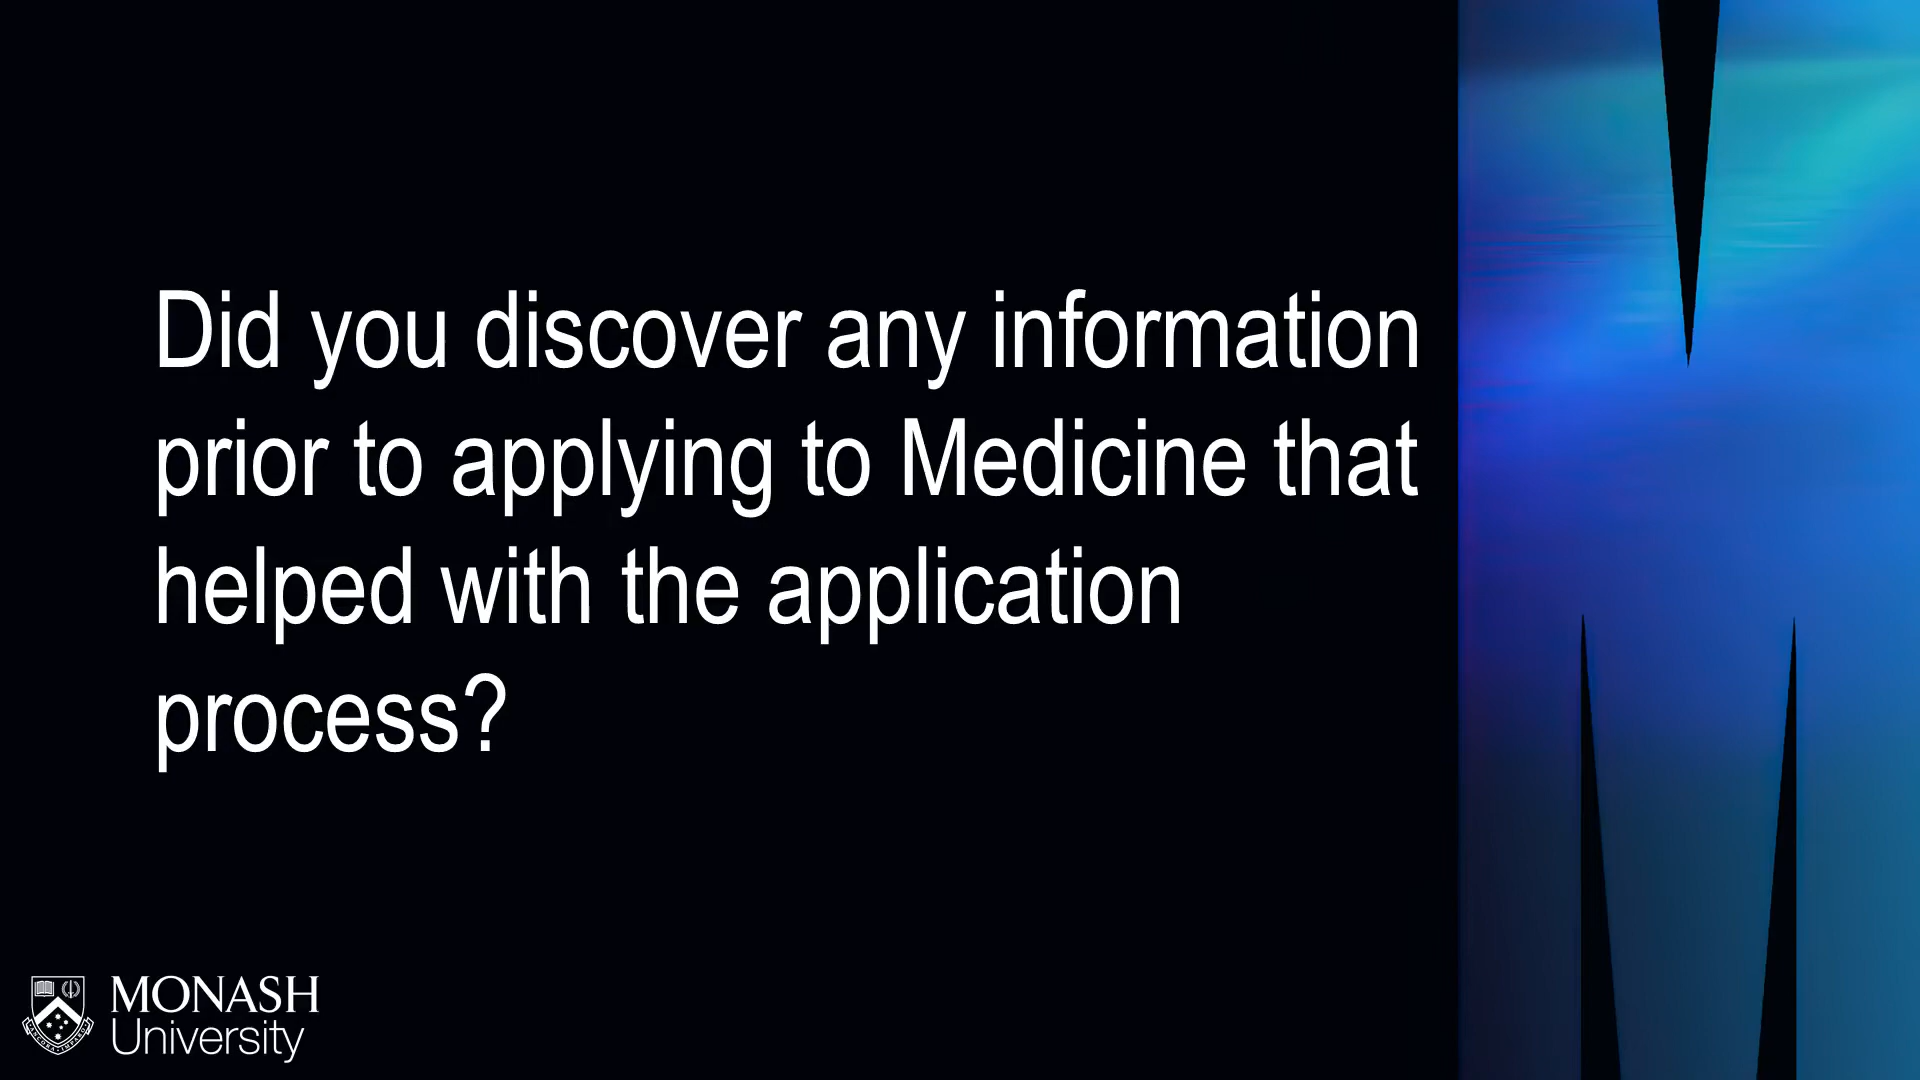 Did you discover any information
prior to applying to Medicine that
helped with the application
process?
MONASH
University